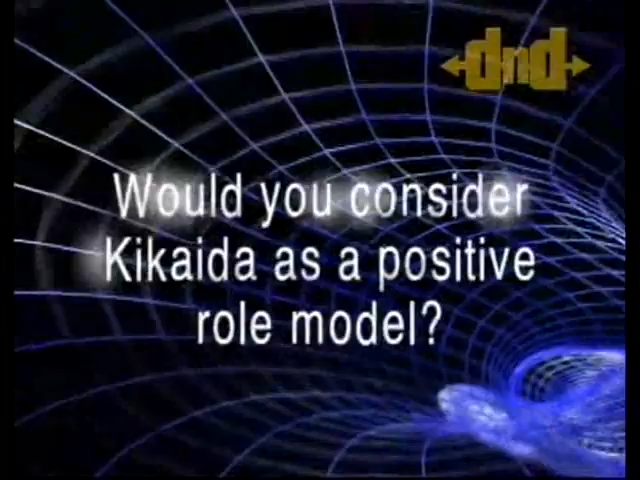 dnd
Would you consider
Kikaida as a positive
role model?